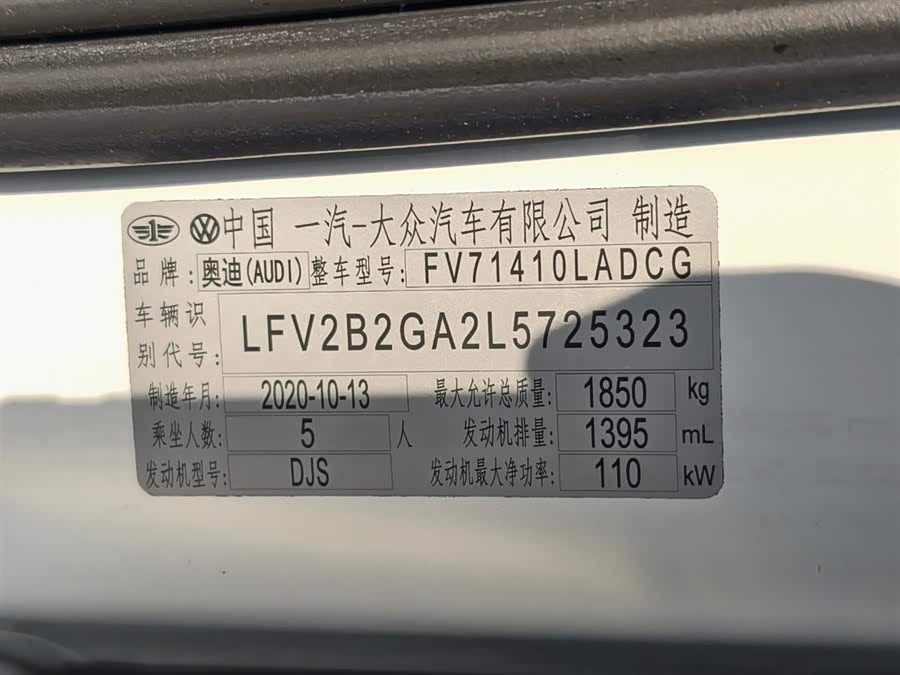 中国 一汽-大众汽车有限公司 制造
品牌: 奥迪(AUDI) 整车型号: FV71410LADCG
车辆识
别代号: LFV2B2GA2L5725323
制造年月: 2020-10-13 最大允许总质量: 1850 kg
乘坐人数: 5 人 发动机排量: 1395 mL
发动机型号: DJS 发动机最大净功率: 110 kW